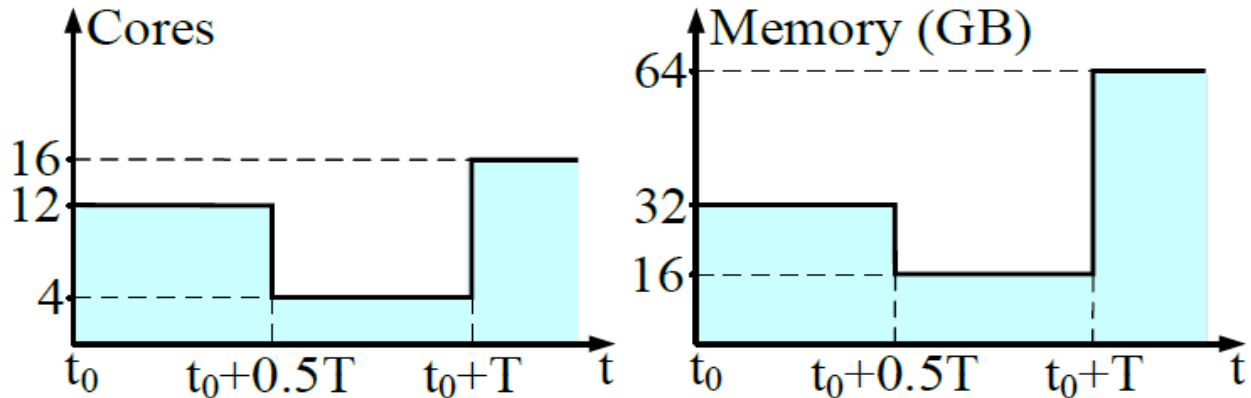 Cores
16
12
4
t₀
t₀+0.5T
t₀+T
t
Memory (GB)
64
32
16
t₀
t₀+0.5T
t₀+T
t